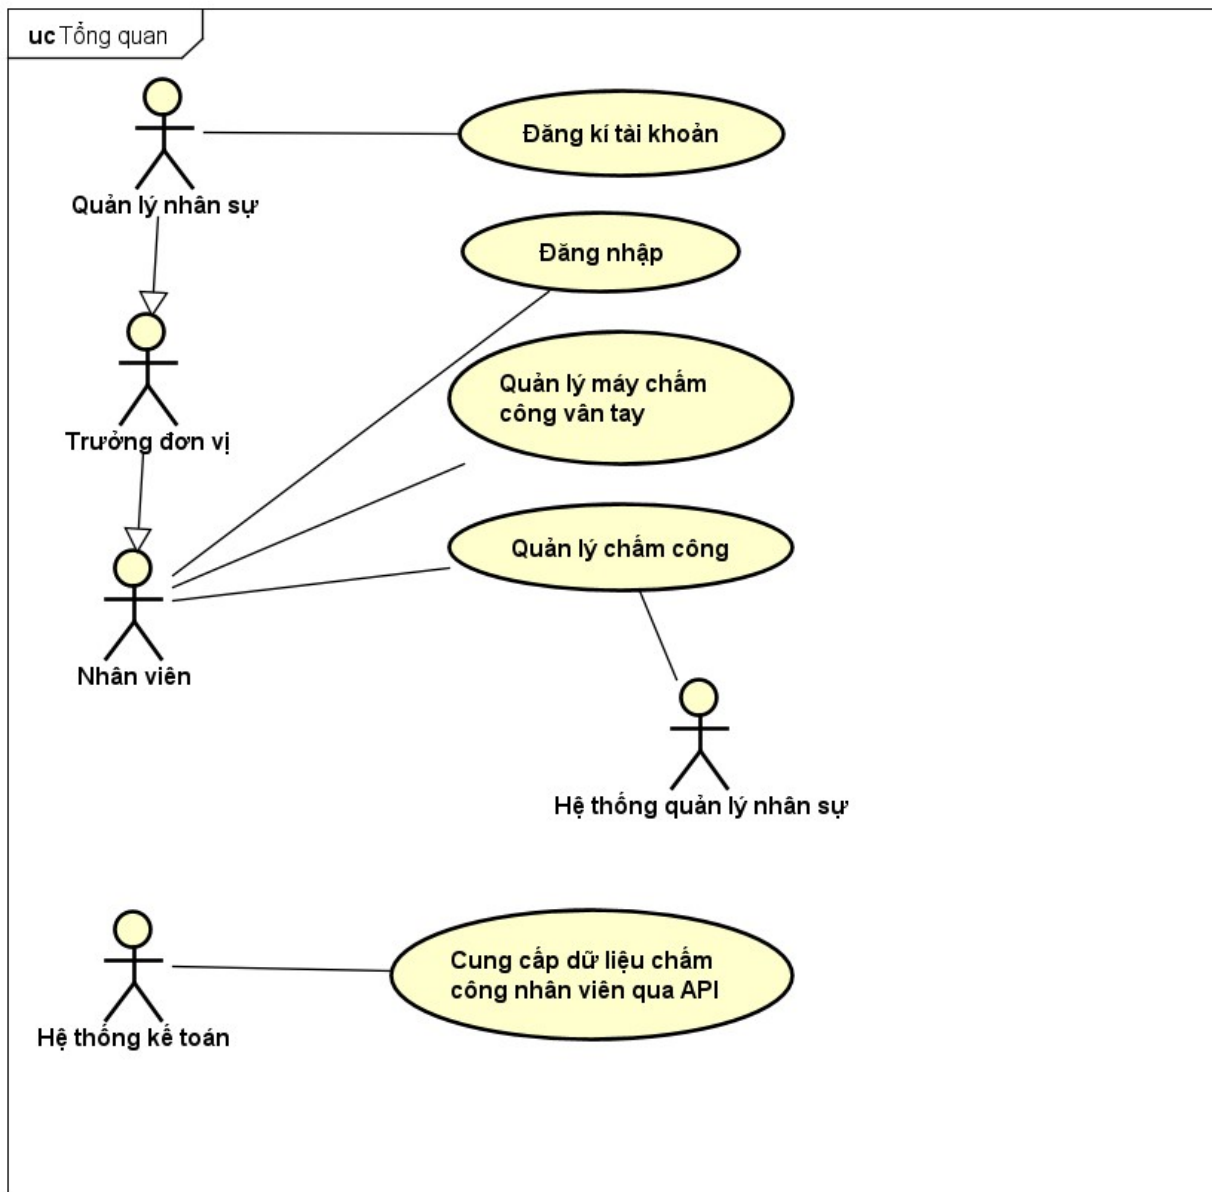 uc Tổng quan
Đăng kí tài khoản
Quản lý nhân sự
Đăng nhập
Quản lý máy chấm
công vân tay
Trưởng đơn vị
Quản lý chấm công
Nhân viên
Hệ thống quản lý nhân sự
Cung cấp dữ liệu chấm
công nhân viên qua API
Hệ thống kế toán